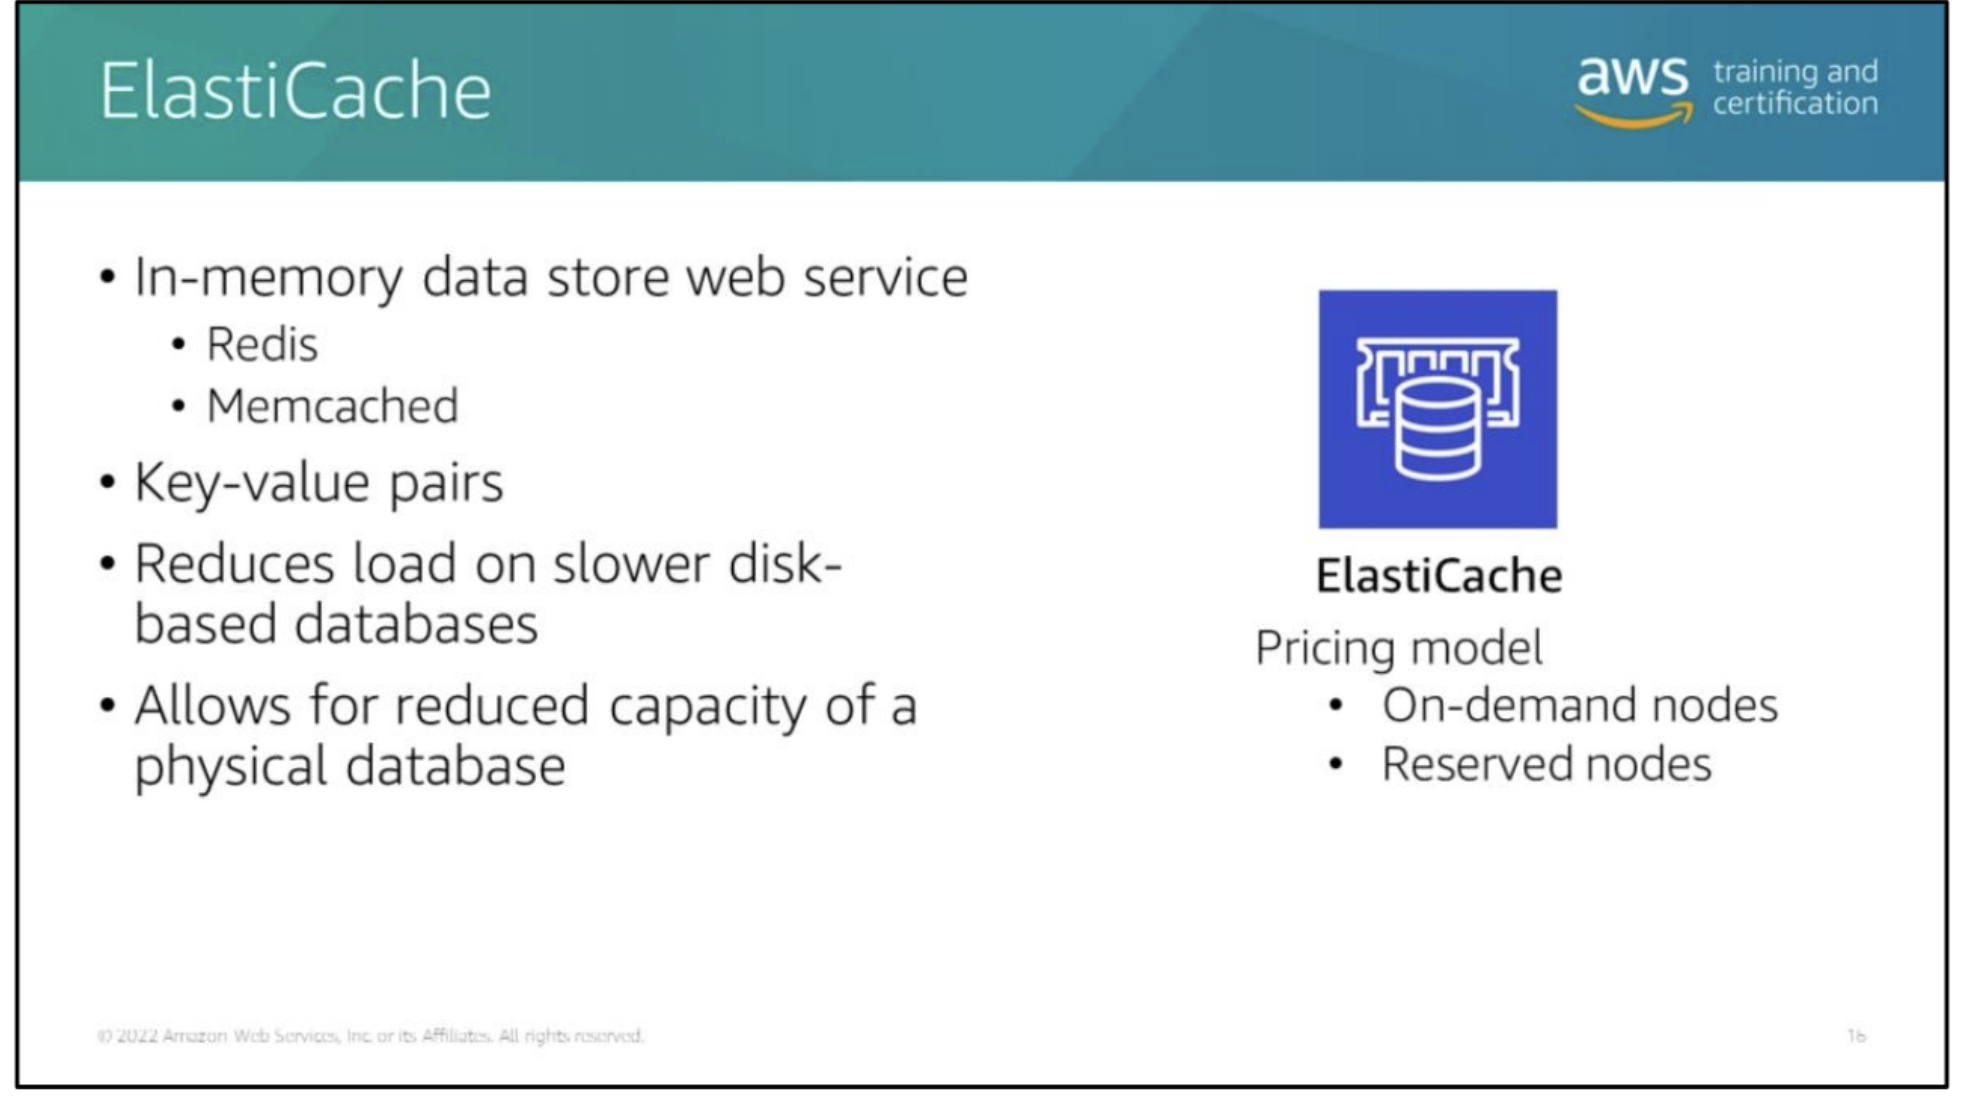 ElastiCache
aws training and
certification
• In-memory data store web service
• Redis
• Memcached
• Key-value pairs
• Reduces load on slower disk-
based databases
• Allows for reduced capacity of a
physical database
ElastiCache
Pricing model
• On-demand nodes
• Reserved nodes
© 2022 Amazon Web Services, Inc. or its Affiliates. All rights reserved.
16